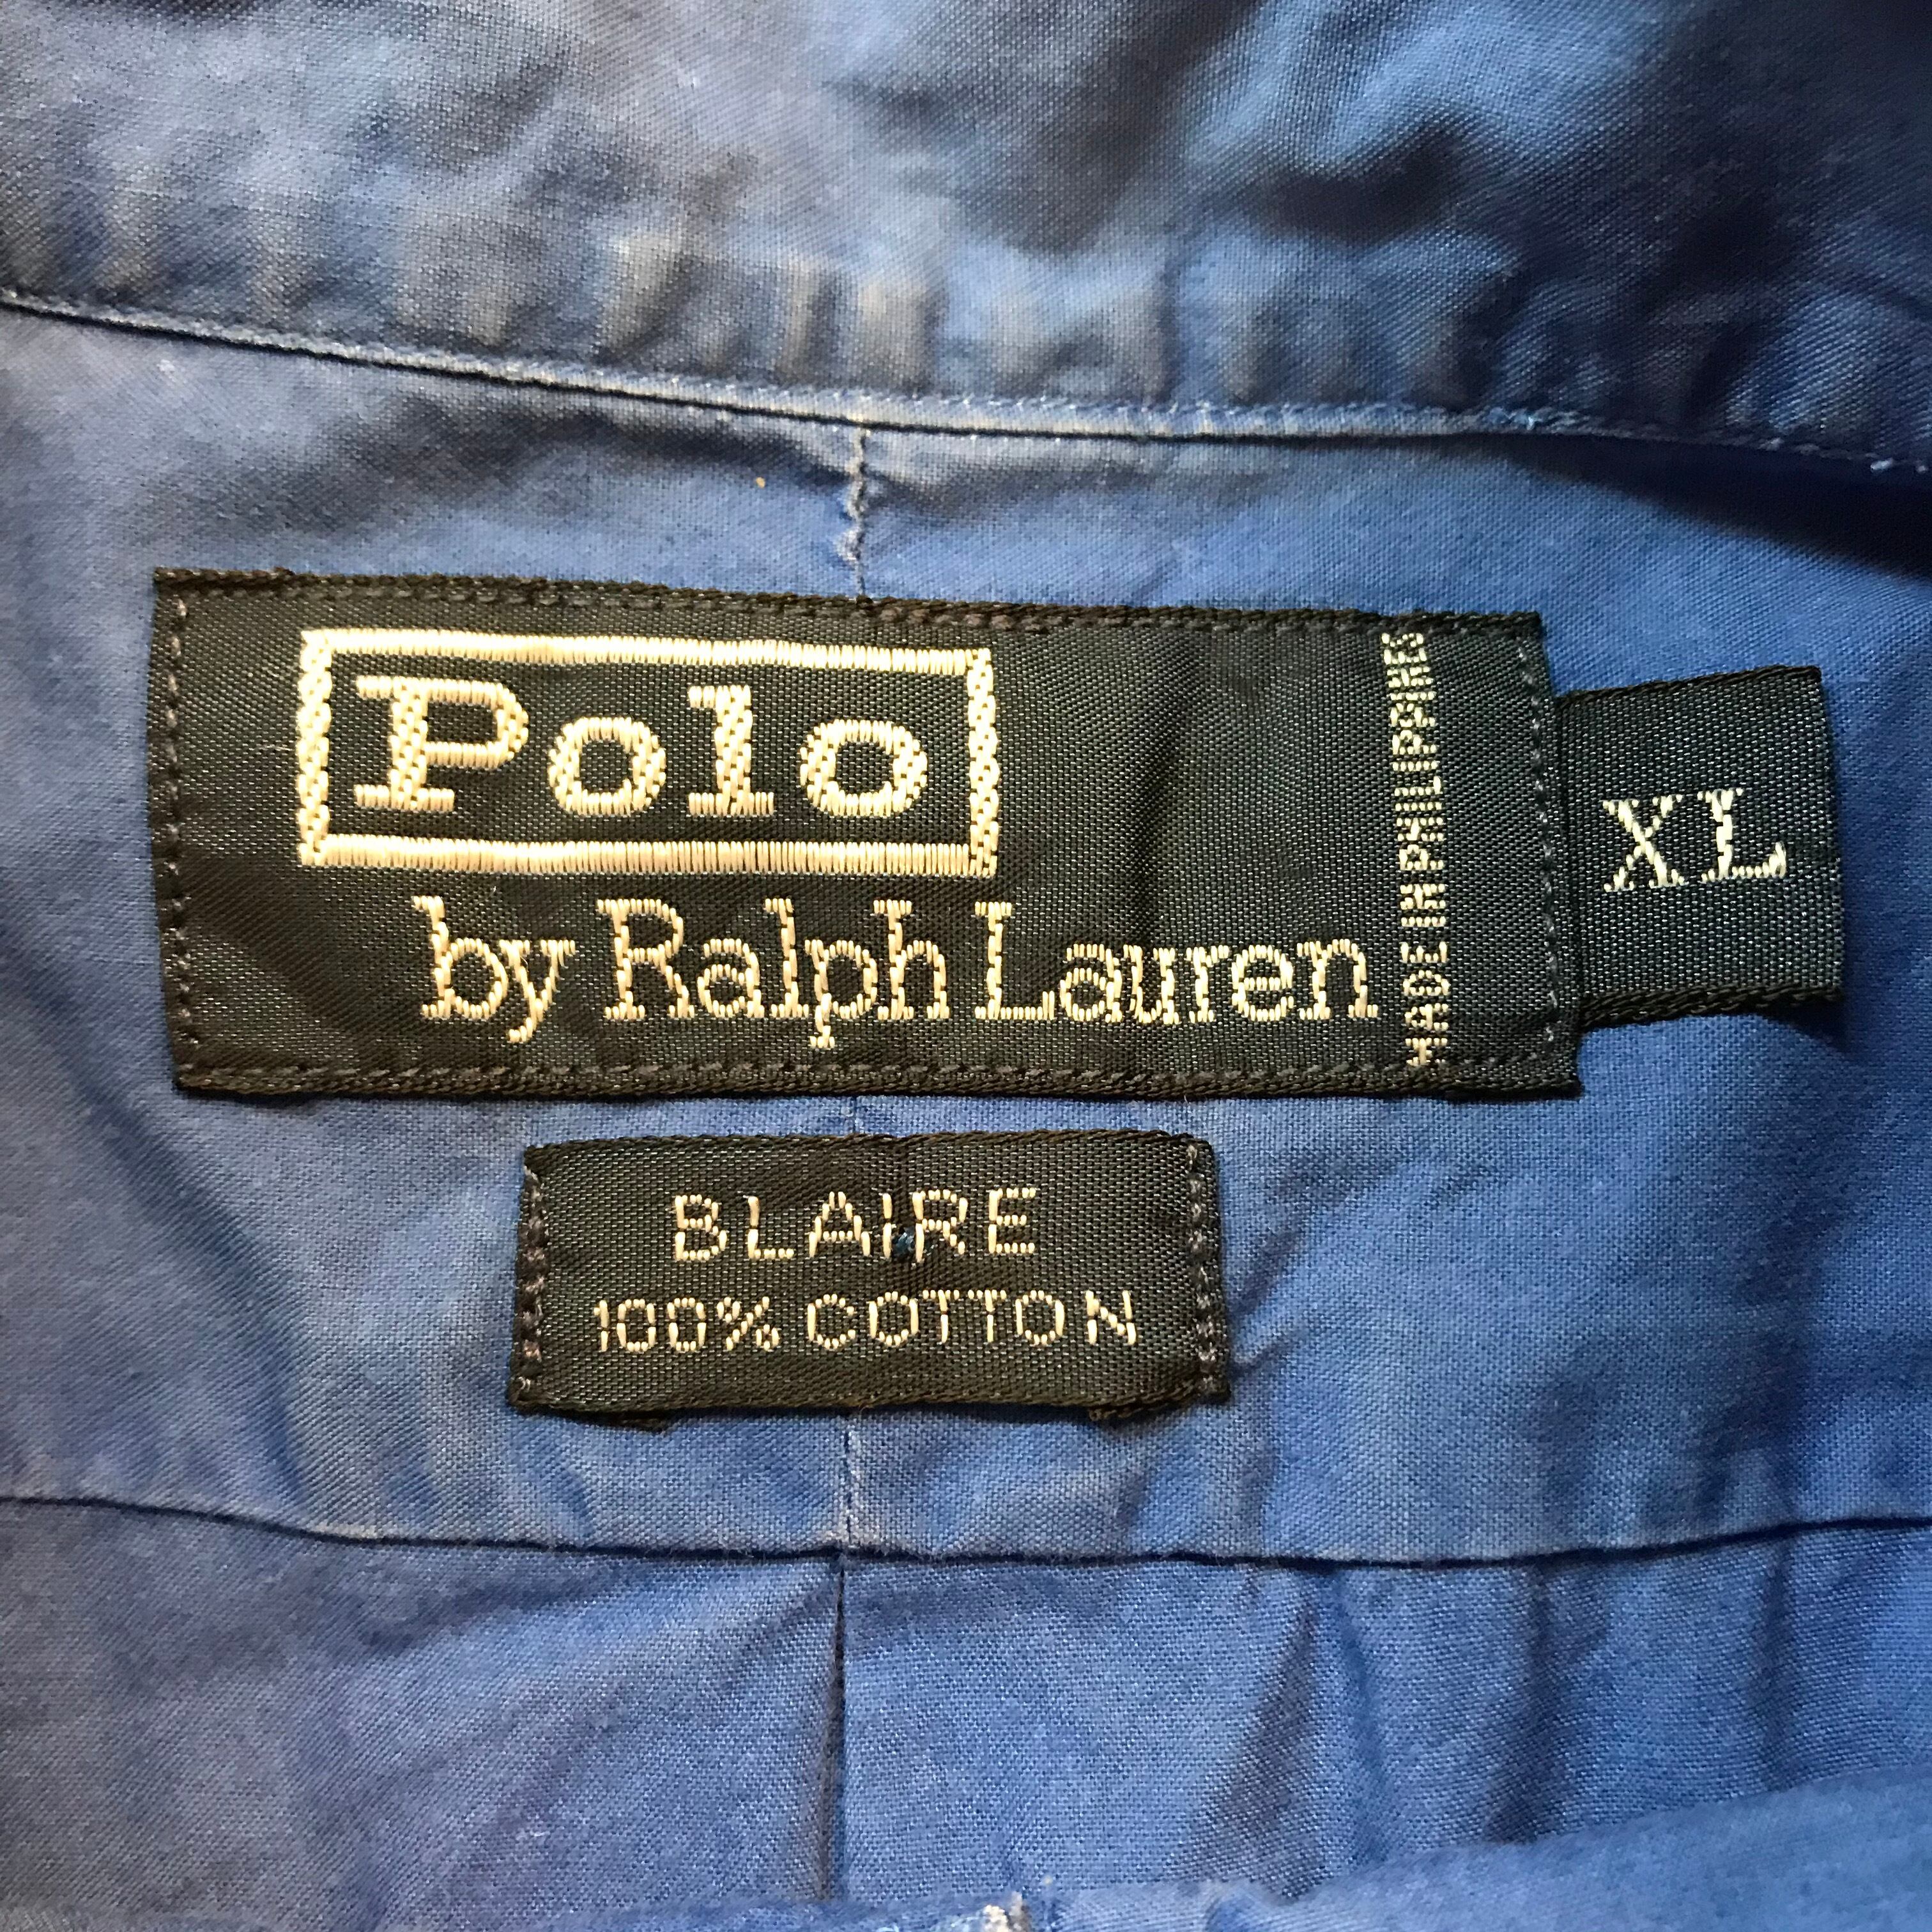 Polo
by Ralph Lauren
MADE IN PHILIPPINES
XL
BLAIRE
100% COTTON